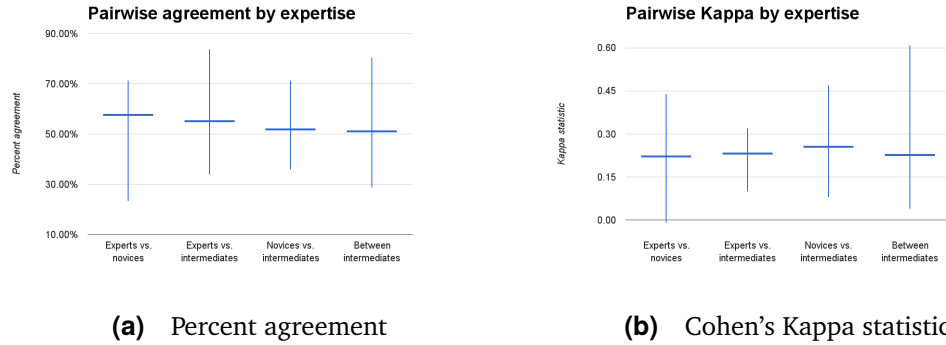 Pairwise agreement by expertise
90.00%
70.00%
50.00%
30.00%
10.00%
Percent agreement
Experts vs.
novices
Experts vs.
intermediates
Novices vs.
intermediates
Between
intermediates
(a) Percent agreement
Pairwise Kappa by expertise
0.60
0.45
0.30
0.15
0.00
Kappa statistic
Experts vs.
novices
Experts vs.
intermediates
Novices vs.
intermediates
Between
intermediates
(b) Cohen's Kappa statistic